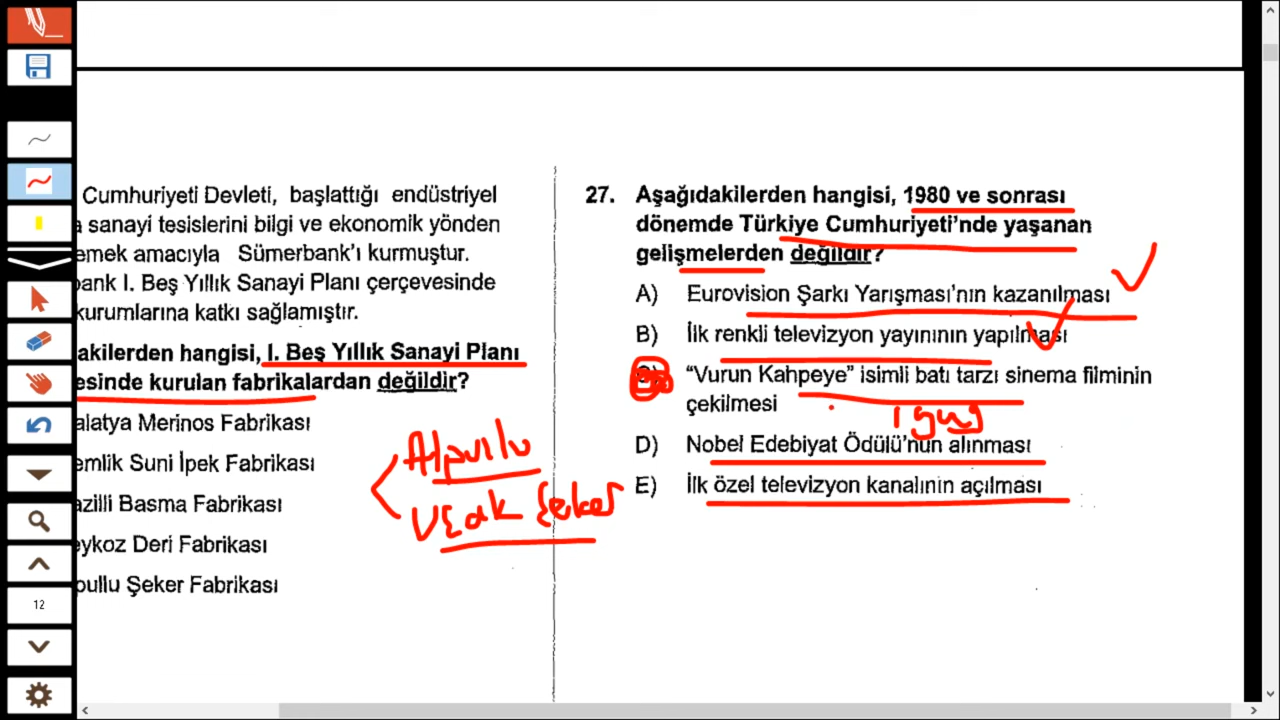 Cumhuriyeti Devleti, başlattığı endüstriyel
sanayi tesislerini bilgi ve ekonomik yönden
emek amacıyla Sümerbank'ı kurmuştur.
bank I. Beş Yıllık Sanayi Planı çerçevesinde
kurumlarına katkı sağlamıştır.
akilerden hangisi, I. Beş Yıllık Sanayi Planı
esinde kurulan fabrikalardan değildir?
alatya Merinos Fabrikası
emlik Suni İpek Fabrikası
azilli Basma Fabrikası
eykoz Deri Fabrikası
pullu Şeker Fabrikası
Alpullu
Uşak Şeker
27. Aşağıdakilerden hangisi, 1980 ve sonrası
dönemde Türkiye Cumhuriyeti'nde yaşanan
gelişmelerden değildir?
A) Eurovision Şarkı Yarışması'nın kazanılması
B) İlk renkli televizyon yayınının yapılması
C) "Vurun Kahpeye" isimli batı tarzı sinema filminin
çekilmesi
1949
D) Nobel Edebiyat Ödülü'nun alınması
E) İlk özel televizyon kanalının açılması
12